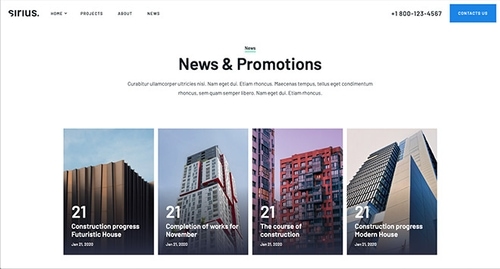 sirius.
HOME
PROJECTS
ABOUT
NEWS
+1 800-123-4567
CONTACTS US
News
News & Promotions
Curabitur ullamcorper ultricies nisi. Nam eget dui. Etiam rhoncus. Maecenas tempus, tellus eget condimentum
rhoncus, sem quam semper libero. Nam eget dui. Etiam rhoncus.
21
Construction progress
Futuristic House
Jan 21, 2020
21
Completion of works for
November
Jan 21, 2020
21
The course of
construction
Jan 21, 2020
21
Construction progress
Modern House
Jan 21, 2020